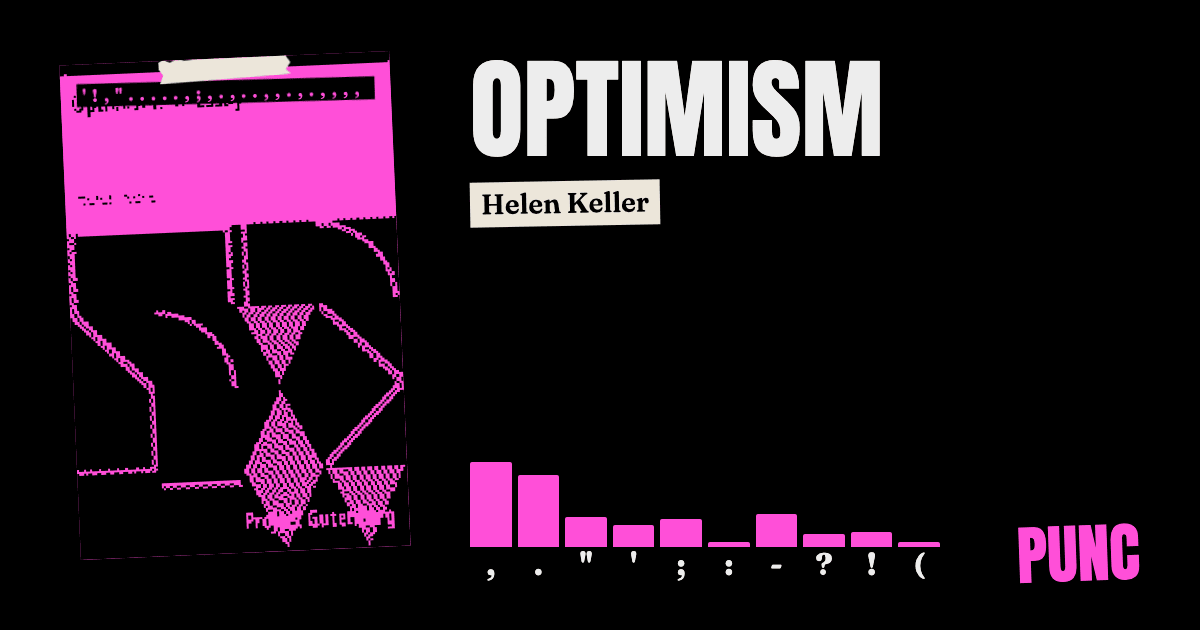 '!,".....,;,.,..,,.,.,,,
OPTIMISM
Helen Keller
Project Gutenberg
, . " ' ; : - ? ! (
PUNC